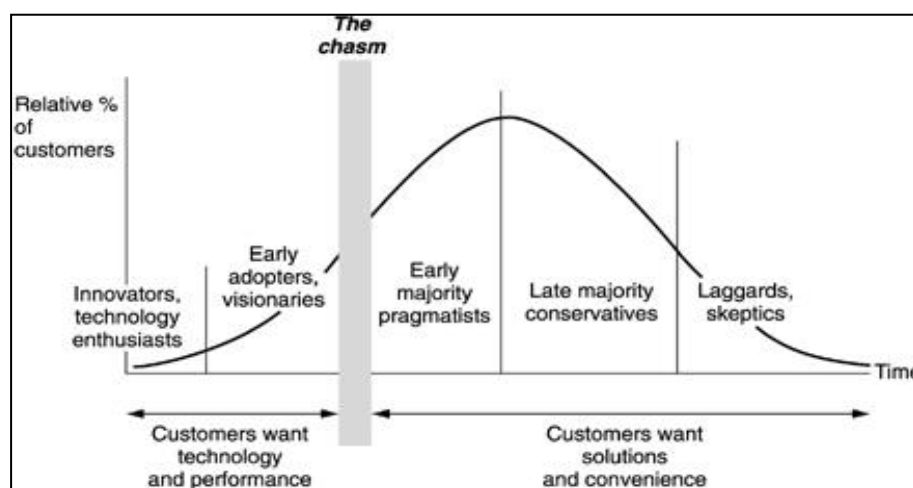 The
chasm
Relative %
of
customers
Innovators,
technology
enthusiasts
Early
adopters,
visionaries
Early
majority
pragmatists
Late majority
conservatives
Laggards,
skeptics
Time
Customers want
technology
and performance
Customers want
solutions
and convenience